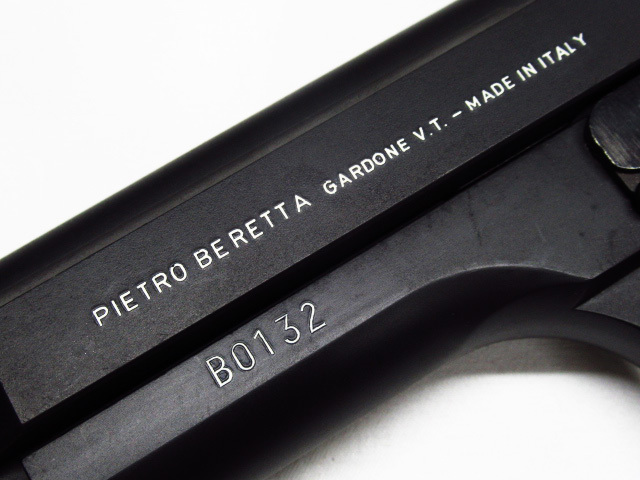 PIETRO BERETTA GARDONE V.T. – MADE IN ITALY
B0132